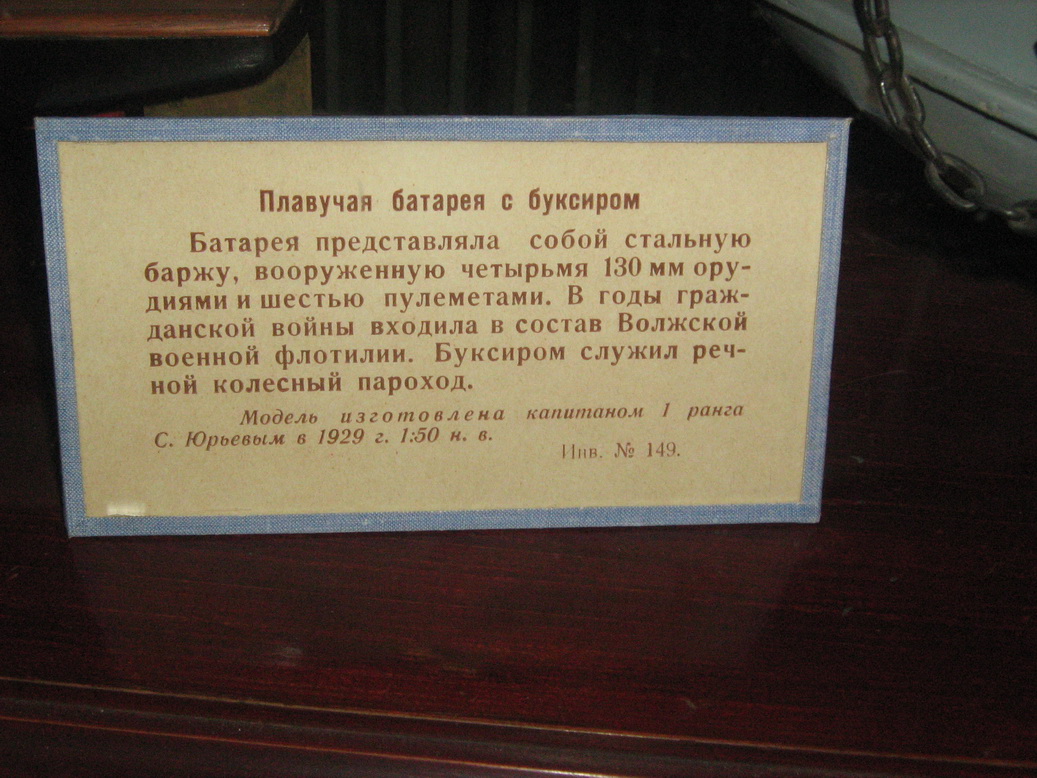 Плавучая батарея с буксиром
Батарея представляла собой стальную
баржу, вооруженную четырьмя 130 мм ору-
диями и шестью пулеметами. В годы граж-
данской войны входила в состав Волжской
военной флотилии. Буксиром служил реч-
ной колесный пароход.
Модель изготовлена капитаном 1 ранга
С. Юрьевым в 1929 г. 1:50 н. в.
Инв. № 149.